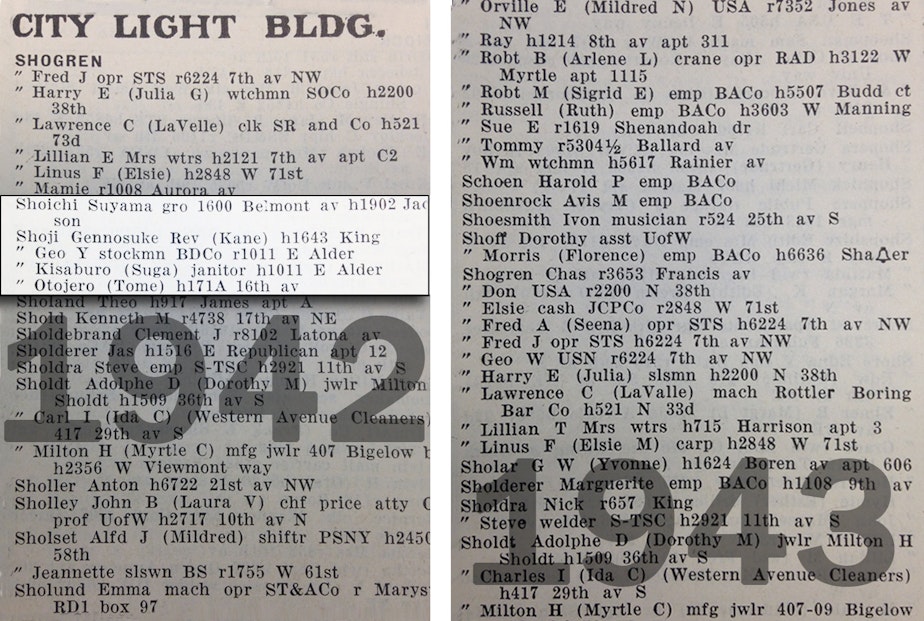 CITY LIGHT BLDG.
SHOGREN
" Fred J opr STS r6224 7th av NW
" Harry E (Julia G) wtchmn SOCo h2200
38th
" Lawrence C (LaVelle) clk SR and Co h521
73d
" Lillian E Mrs wtrs h2121 7th av apt C2
" Linus F (Elsie) h2848 W 71st
" Mamie r1008 Aurora av
Shoichi Suyama gro 1600 Belmont av h1902 Jac
son
Shoji Gennosuke Rev (Kane) h1643 King
" Geo Y stockmn BDCo r1011 E Alder
" Kisaburo (Suga) janitor h1011 E Alder
" Otojero (Tome) h171A 16th av
Sholand Theo h917 James apt A
Shold Kenneth M r4738 17th av NE
Sholdebrand Clement J r8102 Latona av
Sholderer Jas h1516 E Republican apt 12
Sholdra Steve emp S-TSC h2921 11th av S
Sholdt Adolphe D (Dorothy M) jwlr Milton
Sholdt h1509 36th av S
" Carl I (Ida C) (Western Avenue Cleaners)
417 29th av S
" Milton H (Myrtle C) mfg jwlr 407 Bigelow
h2356 W Viewmont way
Sholler Anton h6722 21st av NW
Sholley John B (Laura V) chf price atty
prof UofW h2717 10th av N
Sholset Alfd J (Mildred) shiftr PSNY h2450
58th
" Jeannette slswn BS r1755 W 61st
Sholund Emma mach opr ST&ACo r Marys
RD1 box 97
1942
" Orville E (Mildred N) USA r7352 Jones av
NW
" Ray h1214 8th av apt 311
" Robt B (Arlene L) crane opr RAD h3122 W
Myrtle apt 1115
" Robt M (Sigrid E) emp BACo h5507 Budd ct
" Russell (Ruth) emp BACo h3603 W Manning
" Sue E r1619 Shenandoah dr
" Tommy r5304½ Ballard av
" Wm wtchmn h5617 Rainier av
Schoen Harold P emp BACo
Shoenrock Avis M emp BACo
Shoesmith Ivon musician r524 25th av S
Shoff Dorothy asst UofW
" Morris (Florence) emp BACo h6636
Shogren Chas r3653 Francis av
" Don USA r2200 N 38th
" Elsie cash JCPCo r2848 W 71st
" Fred A (Seena) opr STS h6224 7th av NW
" Fred J opr STS h6224 7th av NW
" Geo W USN r6224 7th av NW
" Harry E (Julia) slsmn h2200 N 38th
" Lawrence C (LaValle) mach Rottler Boring
Bar Co h521 N 33d
" Lillian T Mrs wtrs h715 Harrison apt 3
" Linus F (Elsie M) carp h2848 W 71st
Sholar G W (Yvonne) h1624 Boren av apt 606
Sholderer Marguerite emp BACo h1108 9th av
Sholdra Nick r657 King
" Steve welder S-TSC h2921 11th av S
Sholdt Adolphe D (Dorothy M) jwlr Milton H
Sholdt h1509 36th av S
" Charles I (Ida C) (Western Avenue Cleaners)
h417 29th av S
" Milton H (Myrtle C) mfg jwlr 407-09 Bigelow
1943